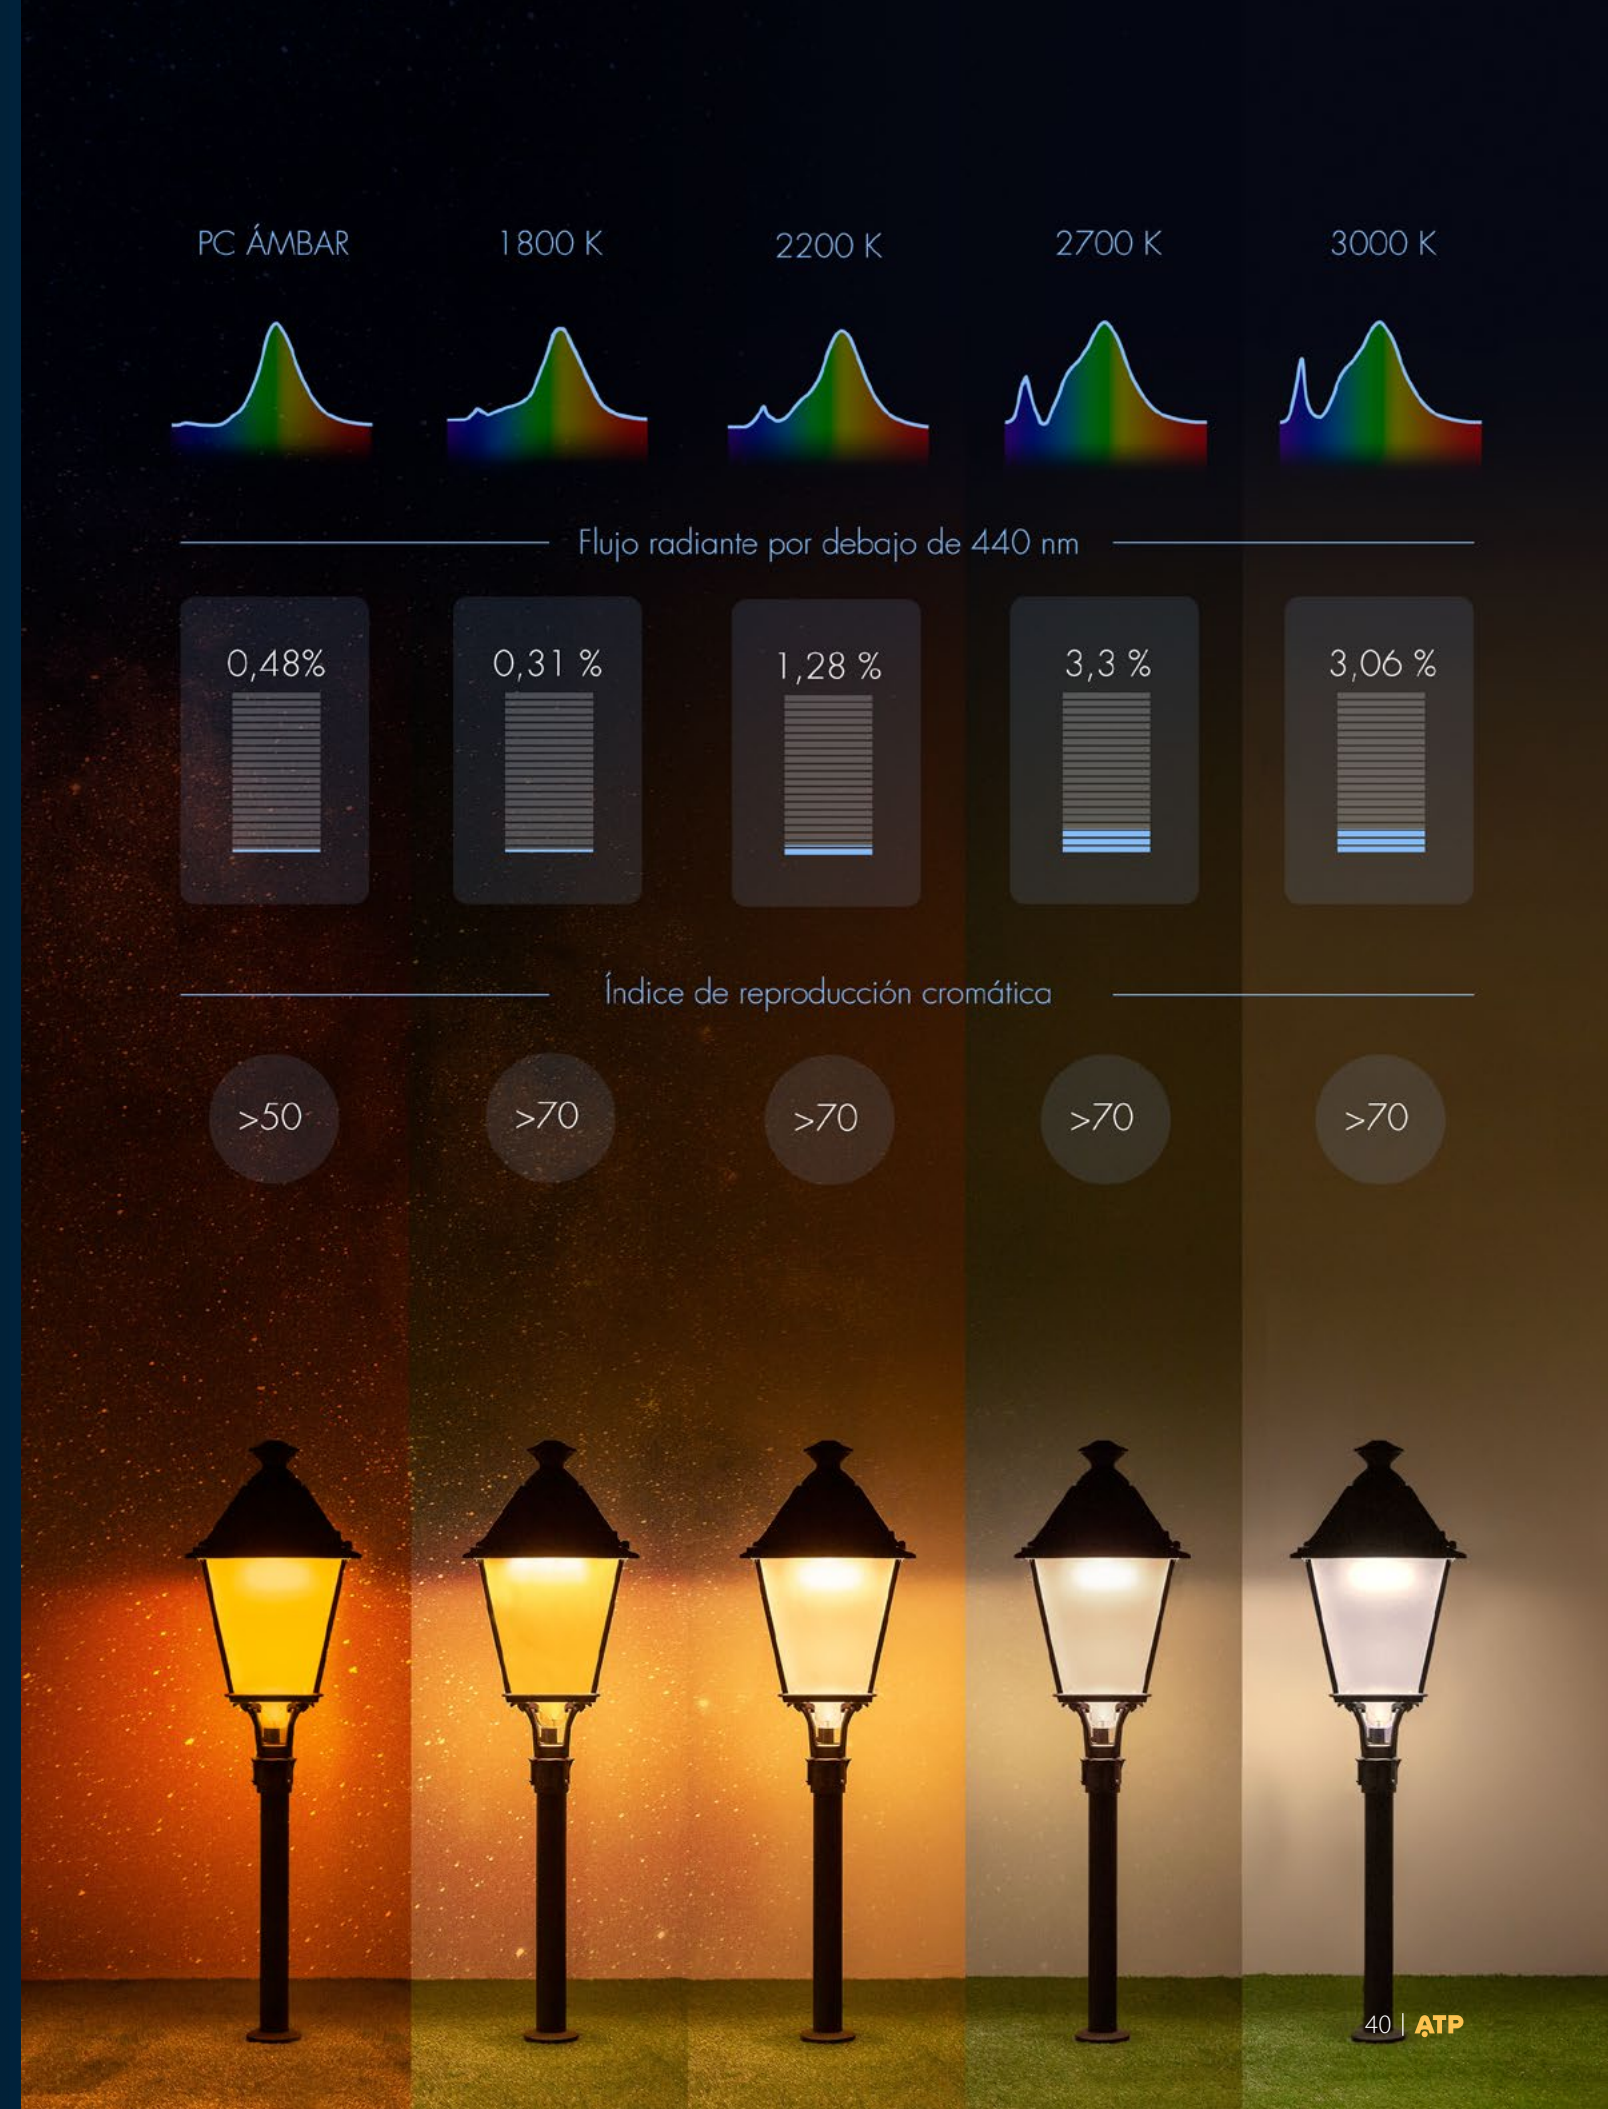 PC ÁMBAR 1800 K 2200 K 2700 K 3000 K
Flujo radiante por debajo de 440 nm
0,48% 0,31 % 1,28 % 3,3 % 3,06 %
Índice de reproducción cromática
>50 >70 >70 >70 >70
40 | ATP